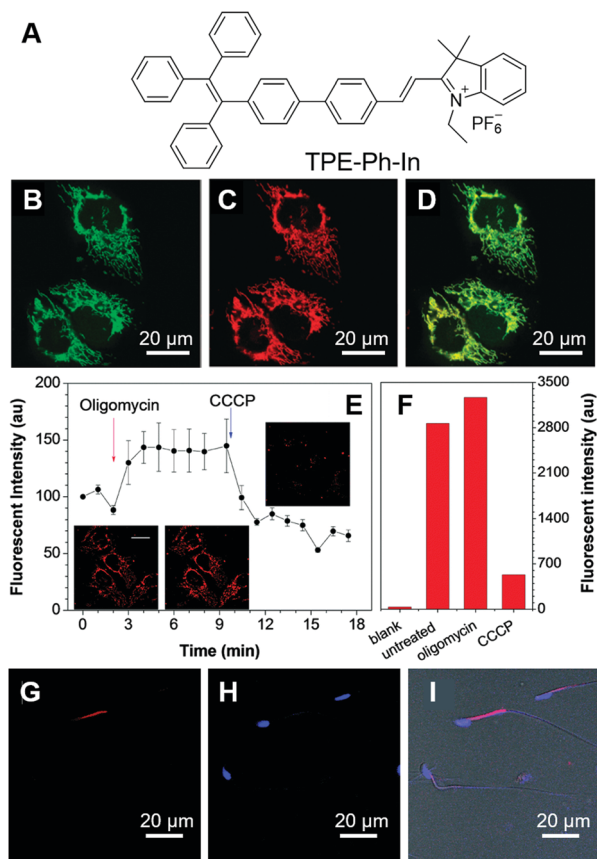 A
N
+
PF6−
TPE-Ph-In
B
C
D
20 μm
20 μm
20 μm
Fluorescent Intensity (au)
200
150
100
50
0
Oligomycin
CCCP
E
0 3 6 9 12 15 18
Time (min)
F
3500
2800
2100
1400
700
0
Fluorescent intensity (au)
blank
untreated
oligomycin
CCCP
G
H
I
20 μm
20 μm
20 μm